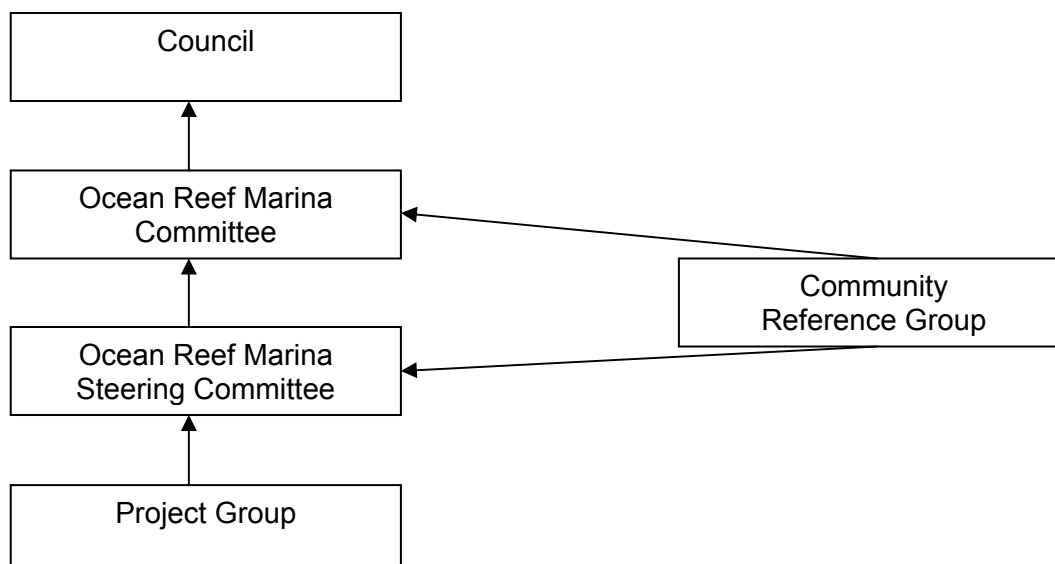 Council
Ocean Reef Marina
Committee
Community
Reference Group
Ocean Reef Marina
Steering Committee
Project Group